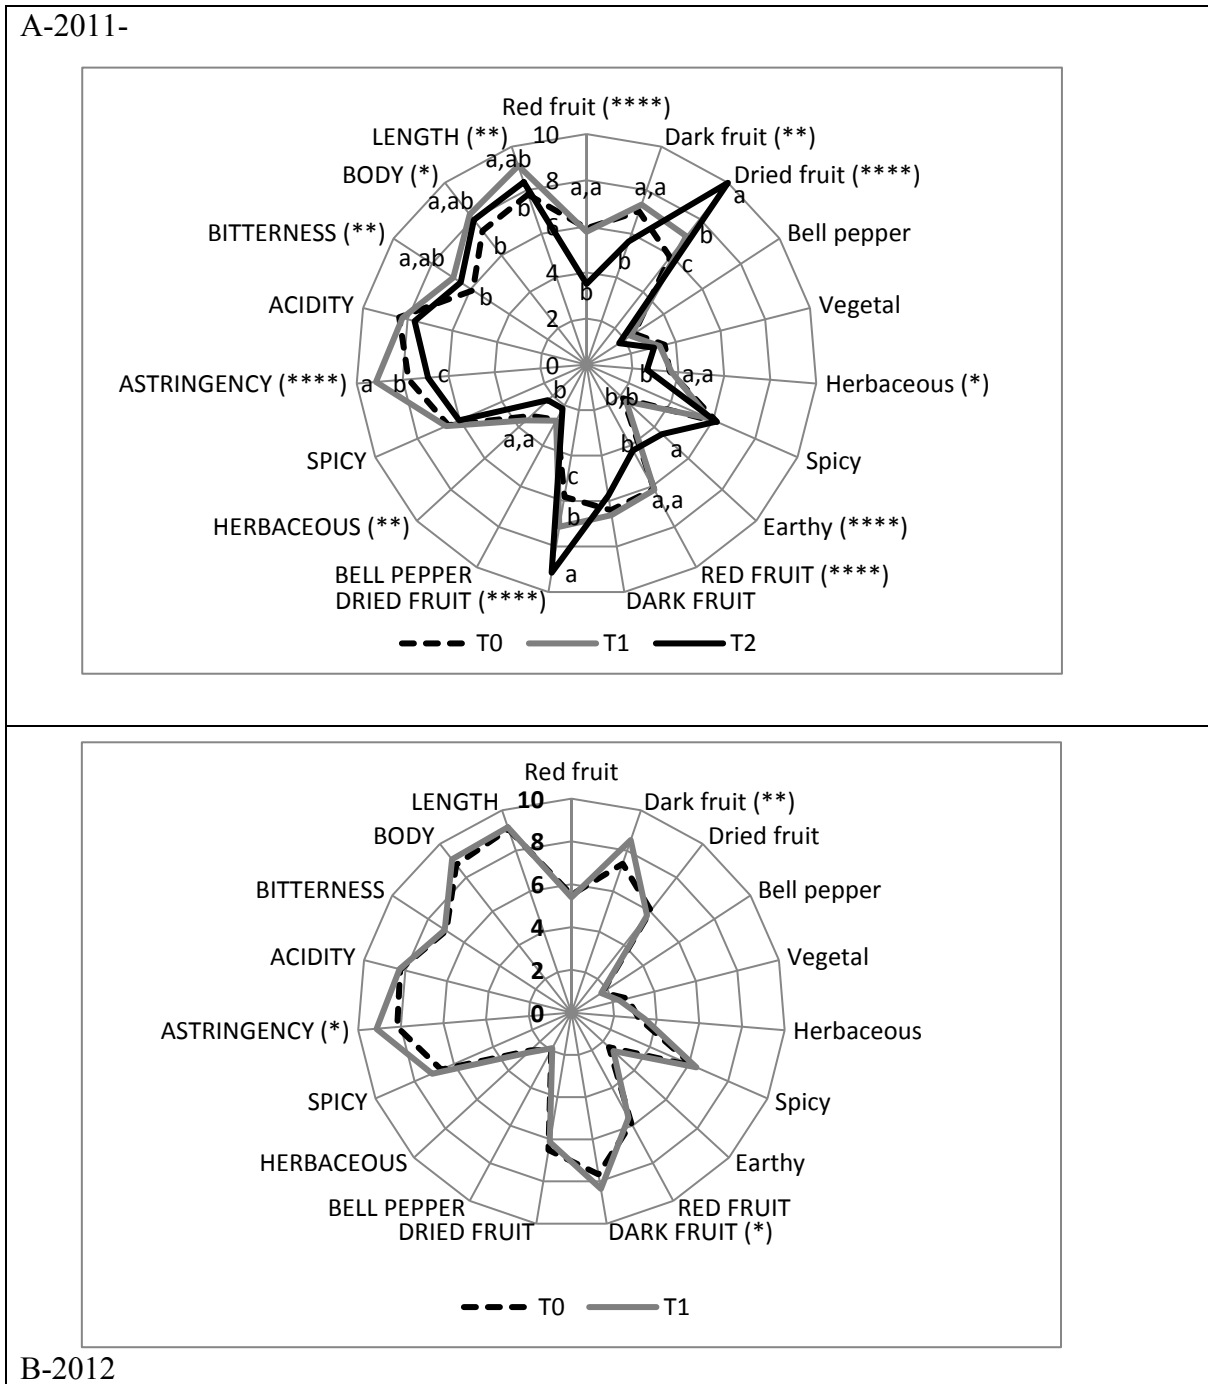 A-2011-
Red fruit (****)
LENGTH (**)
10
Dark fruit (**)
a,ab
BODY (*)
8
a,a
a,a
Dried fruit (****)
a
a,ab
b
BITTERNESS (**)
6
b
Bell pepper
a,ab
b
b
c
4
b
b
ACIDITY
2
Vegetal
ASTRINGENCY (****)
a
b
c
0
b
a,a
Herbaceous (*)
b
b,b
SPICY
a,a
b
a
Spicy
HERBACEOUS (**)
c
a,a
Earthy (****)
b
BELL PEPPER
a
RED FRUIT (****)
DRIED FRUIT (****)
DARK FRUIT
T0
T1
T2
Red fruit
LENGTH
10
Dark fruit (**)
BODY
8
Dried fruit
BITTERNESS
6
Bell pepper
4
ACIDITY
2
Vegetal
ASTRINGENCY (*)
0
Herbaceous
SPICY
Spicy
HERBACEOUS
Earthy
BELL PEPPER
RED FRUIT
DRIED FRUIT
DARK FRUIT (*)
T0
T1
B-2012